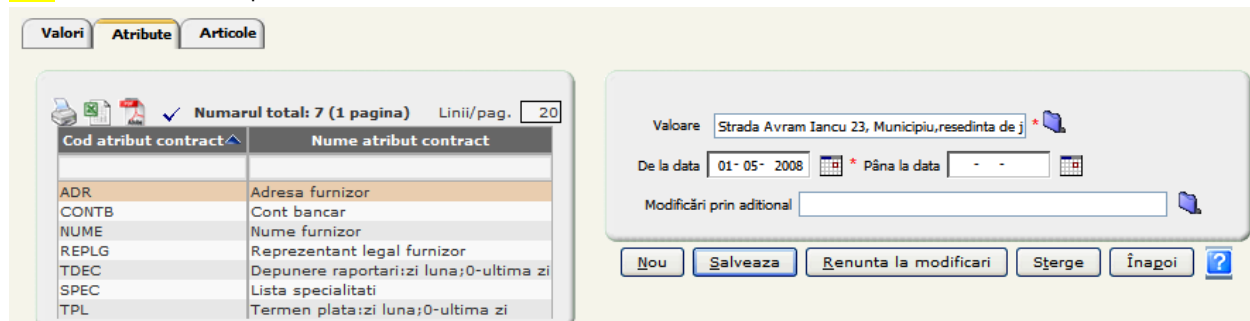 Valori Atribute Articole
Numarul total: 7 (1 pagina) Linii/pag. 20
Cod atribut contract Nume atribut contract
ADR Adresa furnizor
CONTB Cont bancar
NUME Nume furnizor
REPLG Reprezentant legal furnizor
TDEC Depunere raportari:zi luna;0-ultima zi
SPEC Lista specialitati
TPL Termen plata:zi luna;0-ultima zi
Valoare Strada Avram Iancu 23, Municipiu,resedinta de j *
De la data 01- 05- 2008 * Pâna la data - -
Modificări prin aditional
Nou Salveaza Renunta la modificari Sterge Înapoi ?